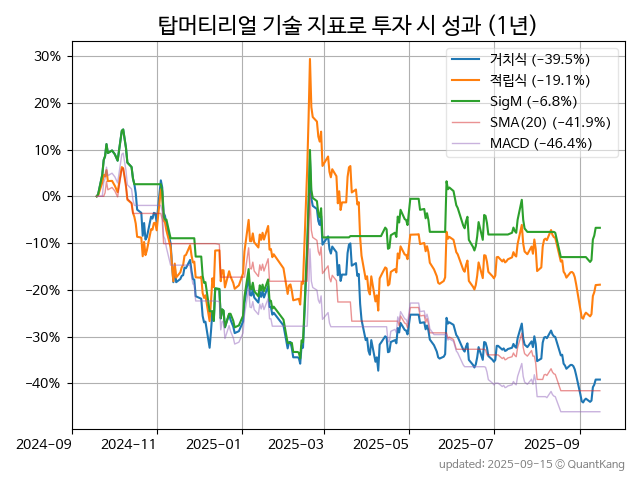 탑머티리얼 기술 지표로 투자 시 성과 (1년)
거치식 (−39.5%)
적립식 (−19.1%)
SigM (−6.8%)
SMA(20) (−41.9%)
MACD (−46.4%)
30%
20%
10%
0%
−10%
−20%
−30%
−40%
2024-09
2024-11
2025-01
2025-03
2025-05
2025-07
2025-09
updated: 2025-09-15 ⓒ QuantKang